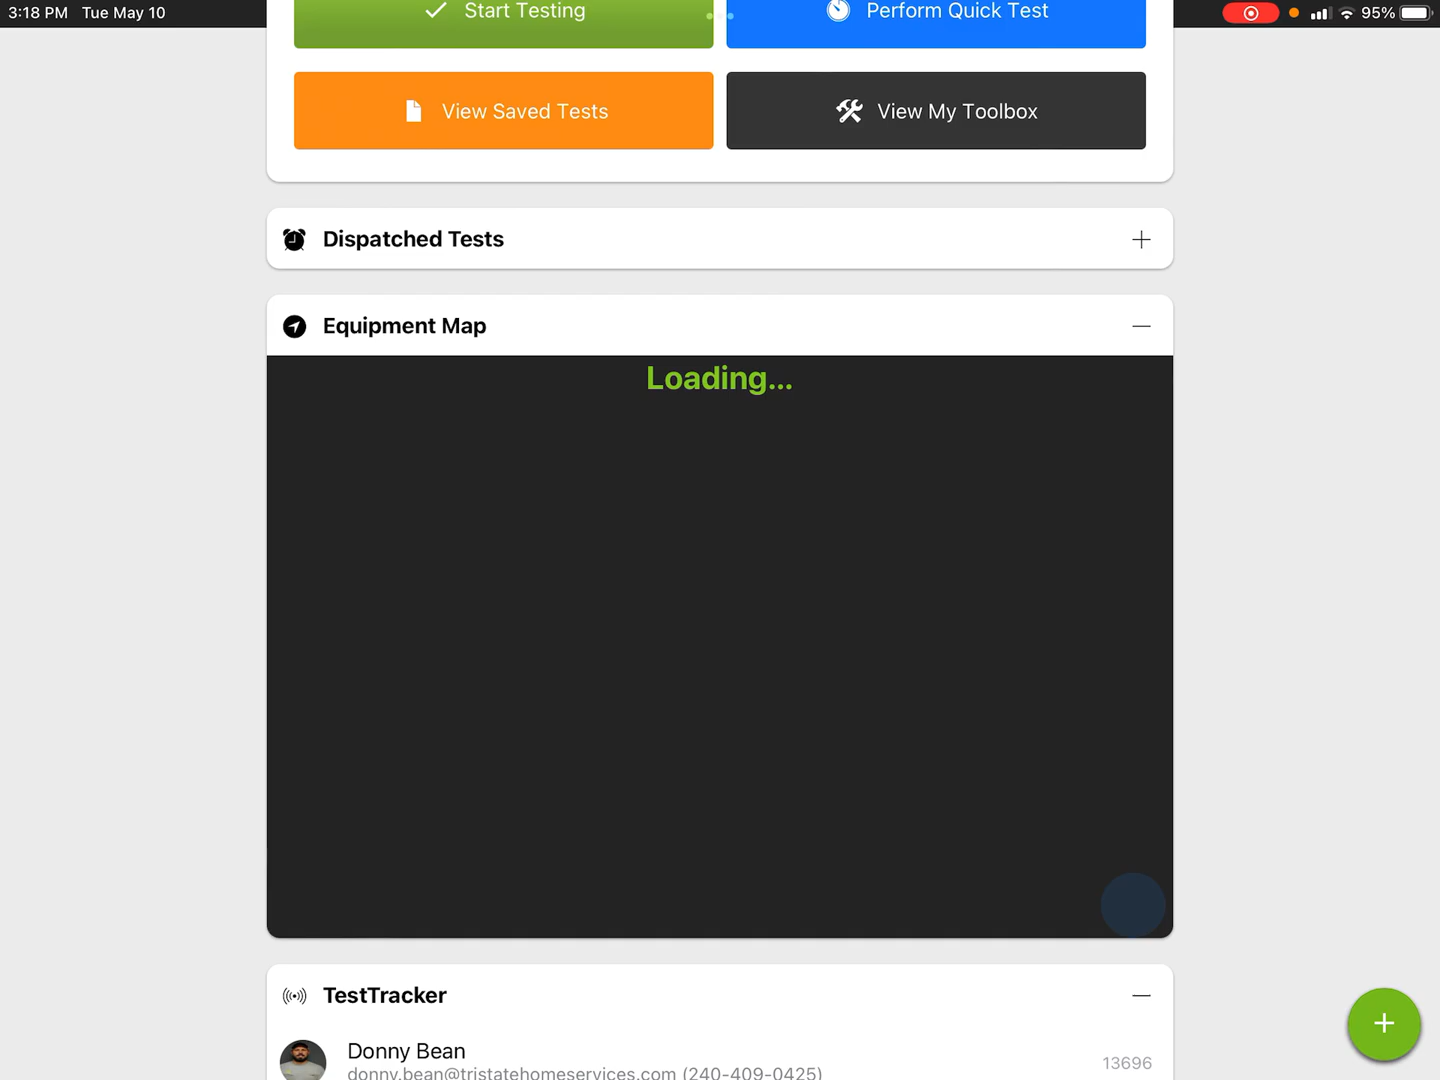 3:18 PM Tue May 10
95%
Start Testing
Perform Quick Test
View Saved Tests
View My Toolbox
Dispatched Tests
Equipment Map
Loading...
TestTracker
Donny Bean
13696
donny.bean@tristatehomeservices.com (240-409-0425)